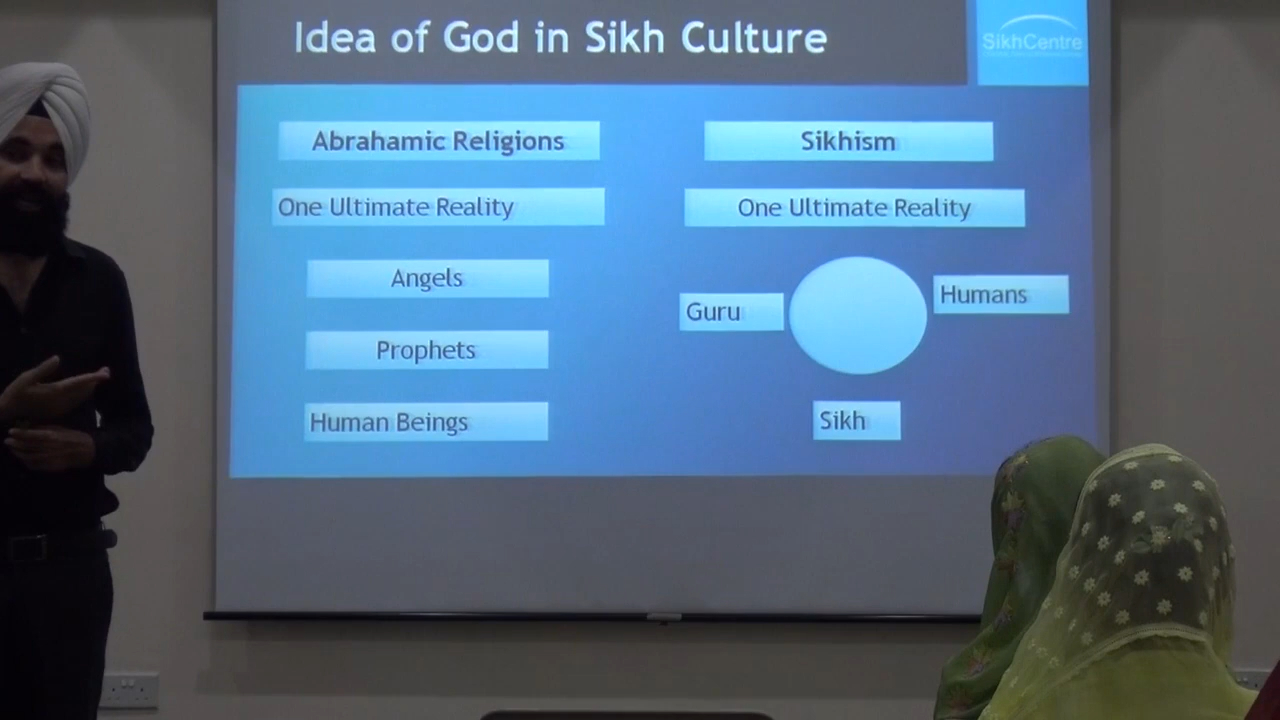 Idea of God in Sikh Culture
SikhCentre
Abrahamic Religions
Sikhism
One Ultimate Reality
One Ultimate Reality
Angels
Guru
Humans
Prophets
Human Beings
Sikh